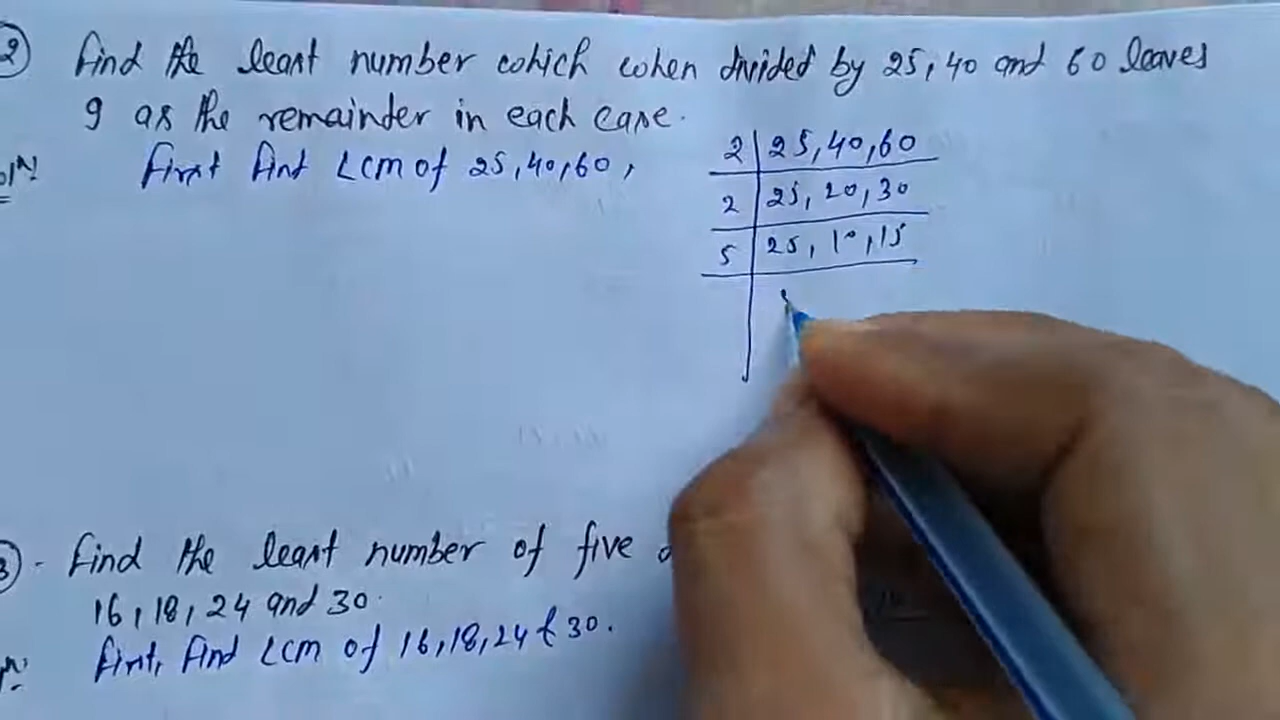 2) Find the least number which when divided by 25, 40 and 60 leaves
9 as the remainder in each case.
First find LCM of 25, 40, 60,
2 | 25, 40, 60
2 | 25, 20, 30
5 | 25, 10, 15
- Find the least number of five
16, 18, 24 and 30.
First, Find LCM of 16, 18, 24 & 30.